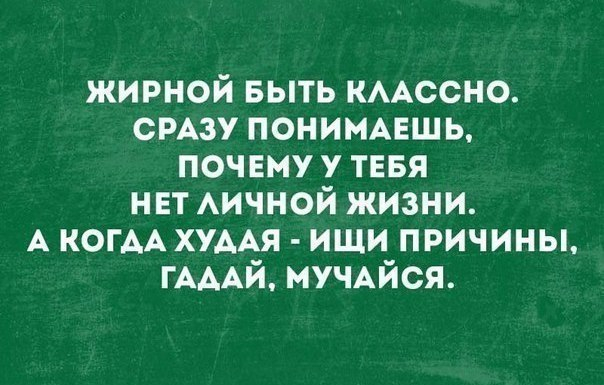 ЖИРНОЙ БЫТЬ КЛАССНО.
СРАЗУ ПОНИМАЕШЬ,
ПОЧЕМУ У ТЕБЯ
НЕТ ЛИЧНОЙ ЖИЗНИ.
А КОГДА ХУДАЯ - ИЩИ ПРИЧИНЫ,
ГАДАЙ, МУЧАЙСЯ.